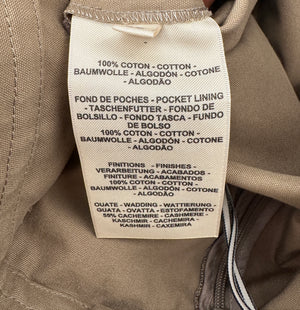 100% COTON - COTTON -
BAUMWOLLE - ALGODÓN - COTONE
- ALGODÃO
FOND DE POCHES - POCKET LINING
- TASCHENFUTTER - FONDO DE
BOLSILLO - FONDO TASCA - FUNDO
DE BOLSO
100% COTON - COTTON -
BAUMWOLLE - ALGODÓN - COTONE
- ALGODÃO
FINITIONS - FINISHES -
VERARBEITUNG - ACABADOS -
FINITURE - ACABAMENTOS
100% COTON - COTTON -
BAUMWOLLE - ALGODÓN - COTONE
- ALGODÃO
OUATE - WADDING - WATTIERUNG -
GUATA - OVATTA - ESTOFAMENTO
55% CACHEMIRE - CASHMERE -
KASCHMIR - CACHEMIRA -
KASHMIR - CAXEMIRA